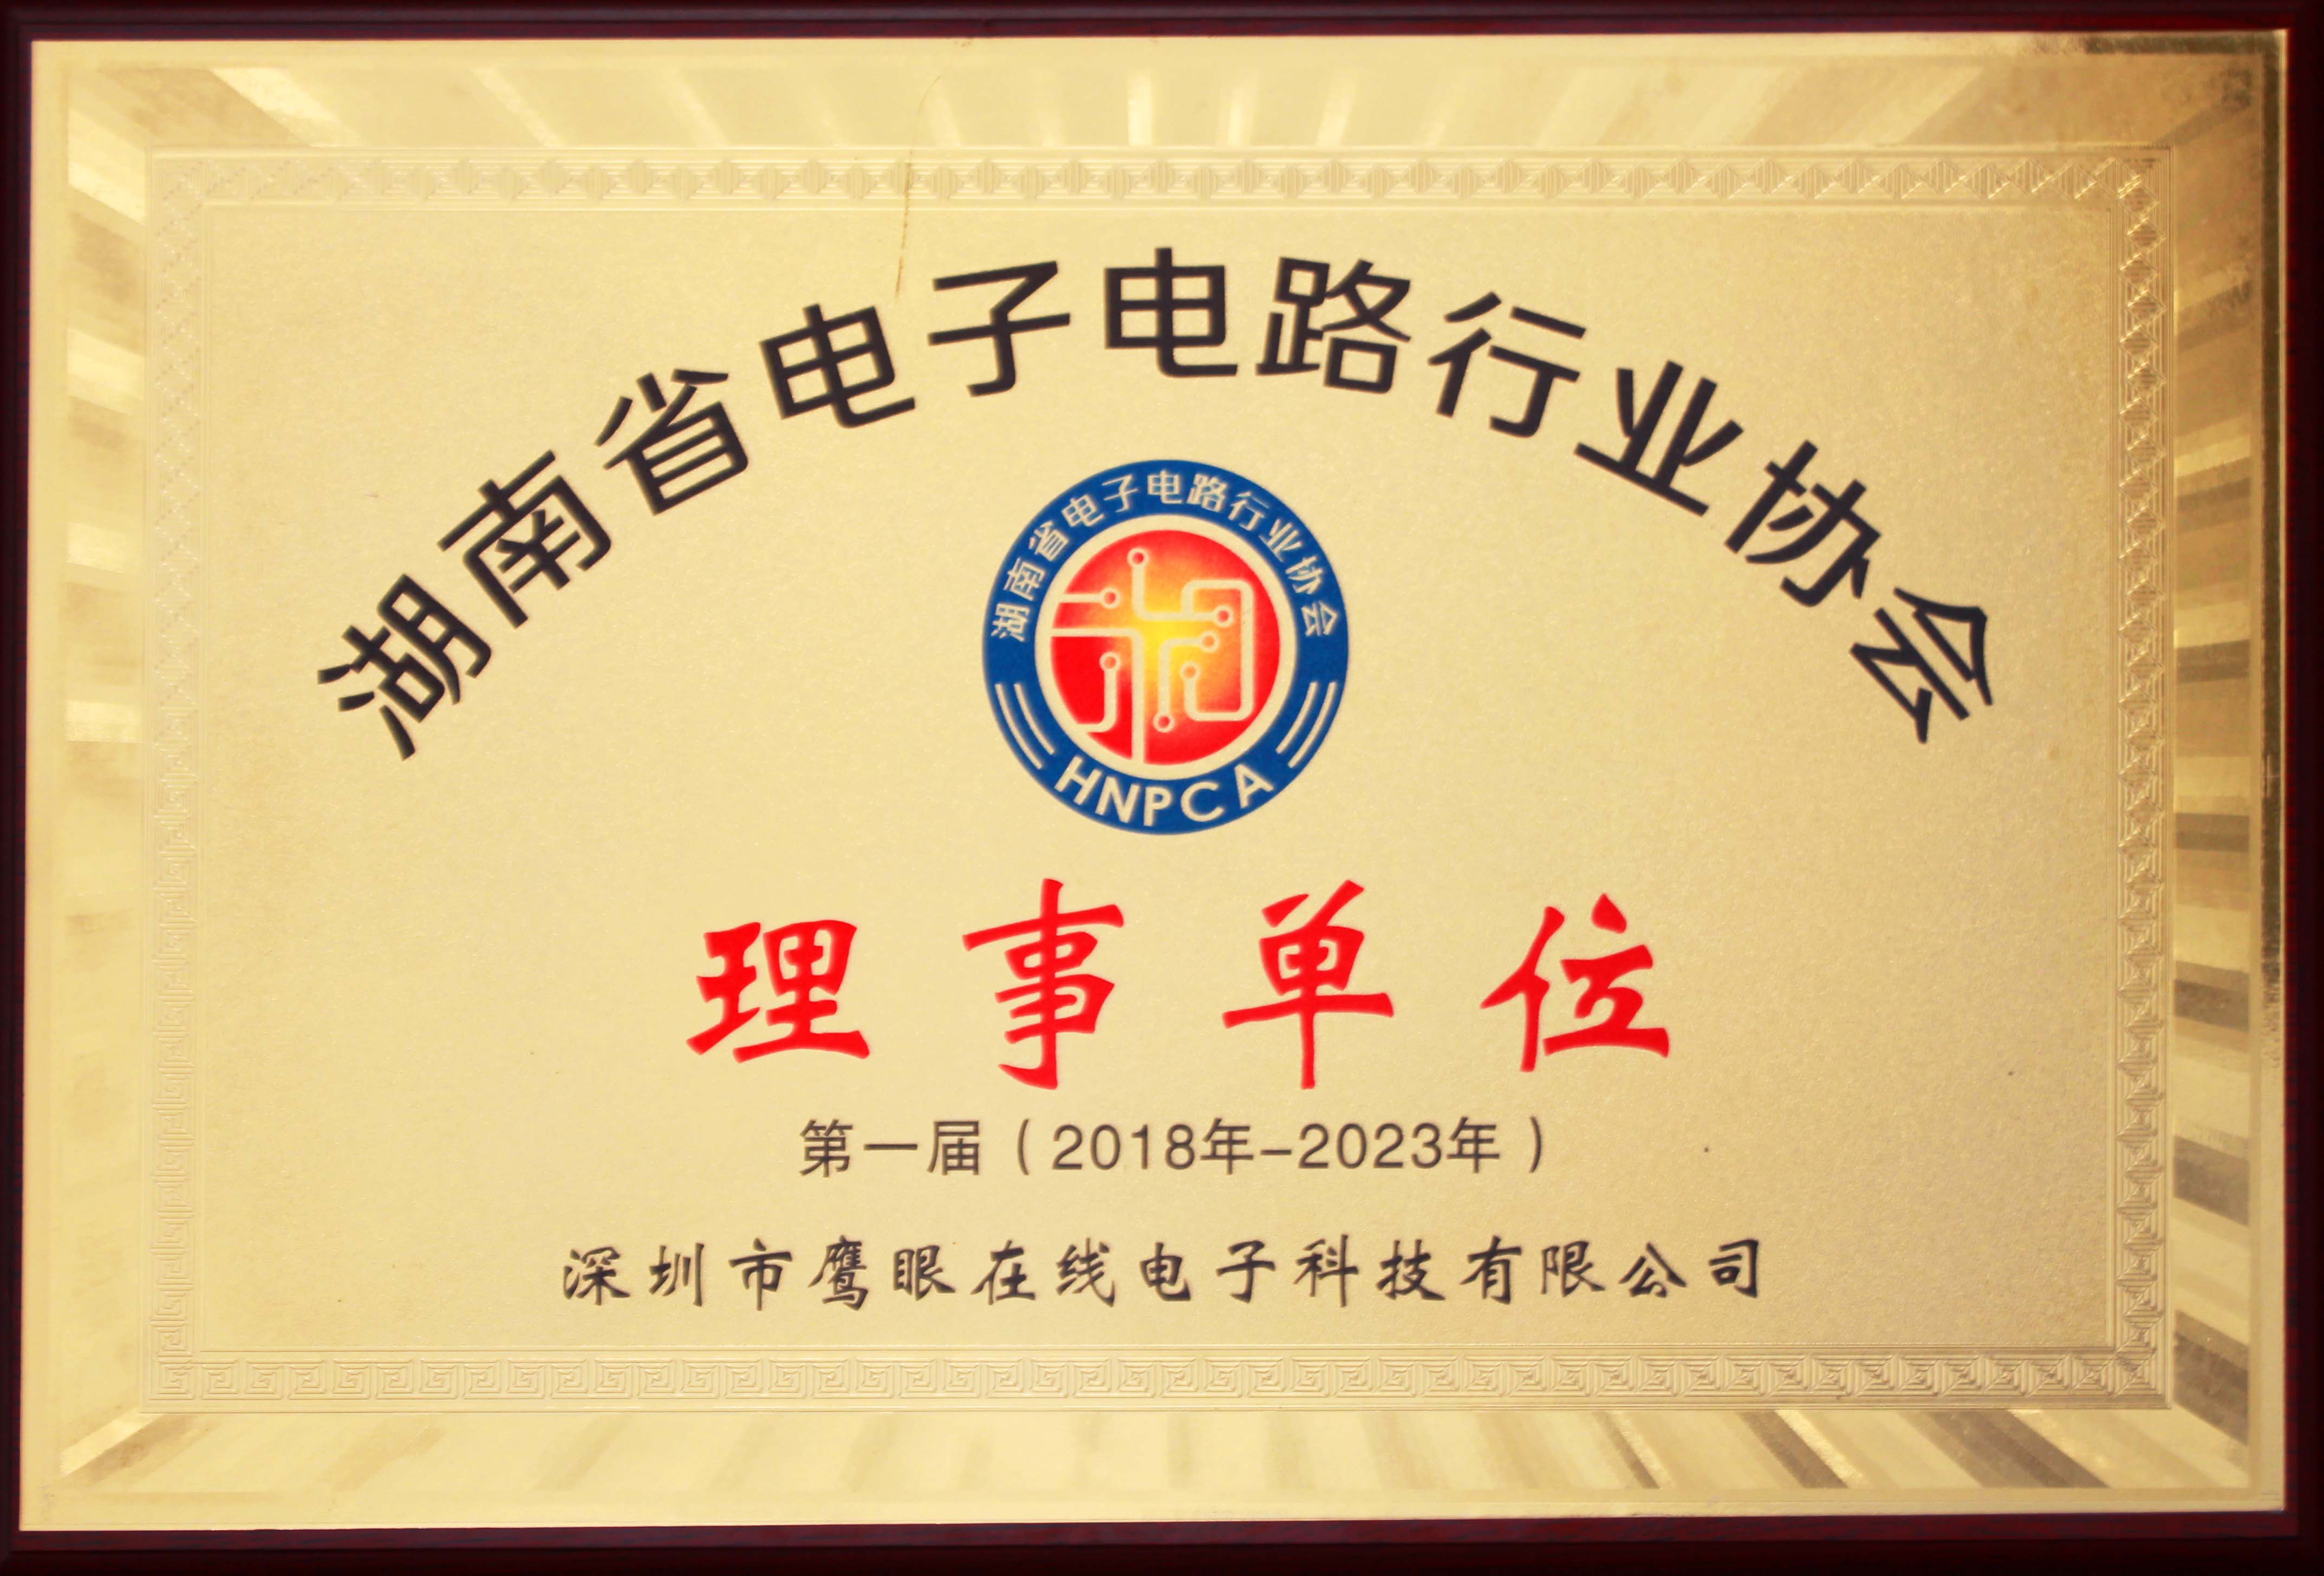 湖南省电子电路行业协会
湖南省电子电路行业协会
HNPCA
理事单位
第一届（2018年-2023年）
深圳市鹰眼在线电子科技有限公司